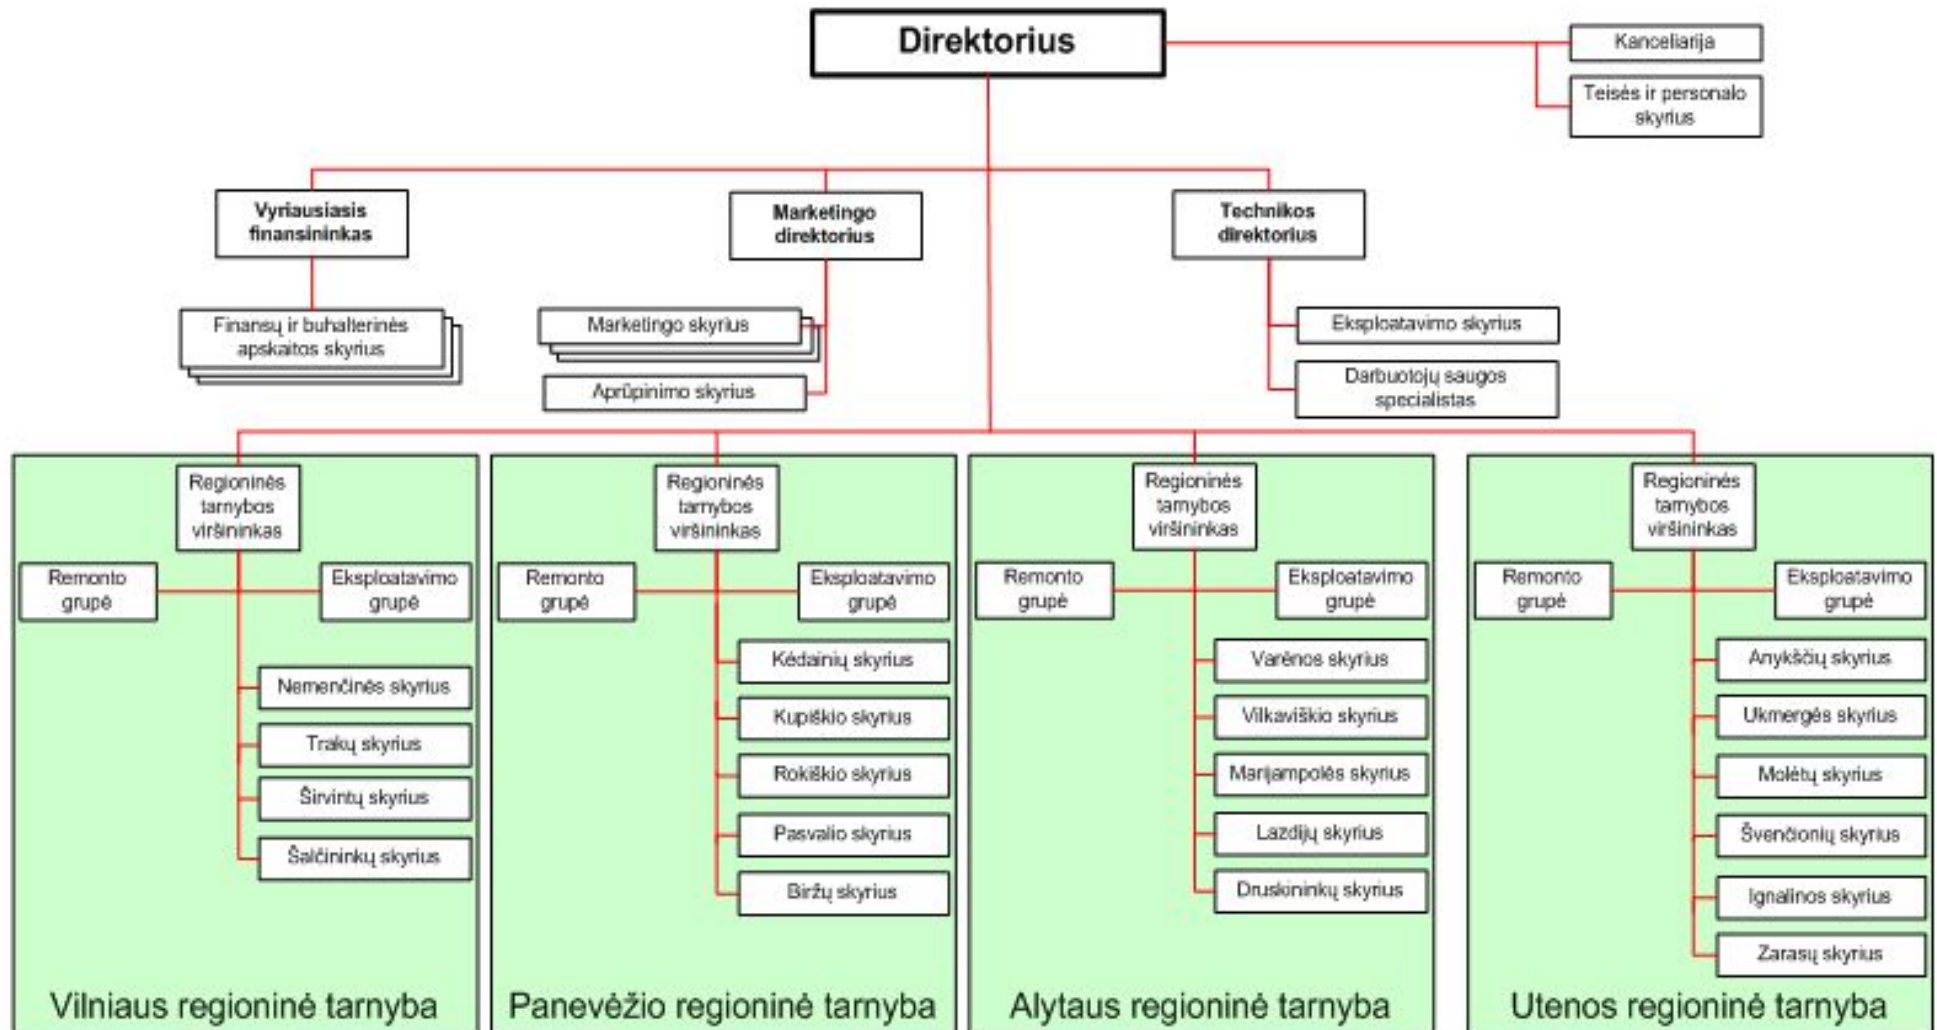 Direktorius
Kanceliarija
Teisės ir personalo
skyrius
Vyriausiasis
finansininkas
Marketingo
direktorius
Technikos
direktorius
Finansų ir buhalterinės
apskaitos skyrius
Marketingo skyrius
Aprūpinimo skyrius
Eksploatavimo skyrius
Darbuotojų saugos
specialistas
Regioninės
tarnybos
viršininkas
Remonto
grupė
Eksploatavimo
grupė
Nemenčinės skyrius
Trakų skyrius
Širvintų skyrius
Šalčininkų skyrius
Vilniaus regioninė tarnyba
Regioninės
tarnybos
viršininkas
Remonto
grupė
Eksploatavimo
grupė
Kėdainių skyrius
Kupiškio skyrius
Rokiškio skyrius
Pasvalio skyrius
Biržų skyrius
Panevėžio regioninė tarnyba
Regioninės
tarnybos
viršininkas
Remonto
grupė
Eksploatavimo
grupė
Varėnos skyrius
Vilkaviškio skyrius
Marijampolės skyrius
Lazdijų skyrius
Druskininkų skyrius
Alytaus regioninė tarnyba
Regioninės
tarnybos
viršininkas
Remonto
grupė
Eksploatavimo
grupė
Anykščių skyrius
Ukmergės skyrius
Molėtų skyrius
Švenčionių skyrius
Ignalinos skyrius
Zarasų skyrius
Utenos regioninė tarnyba